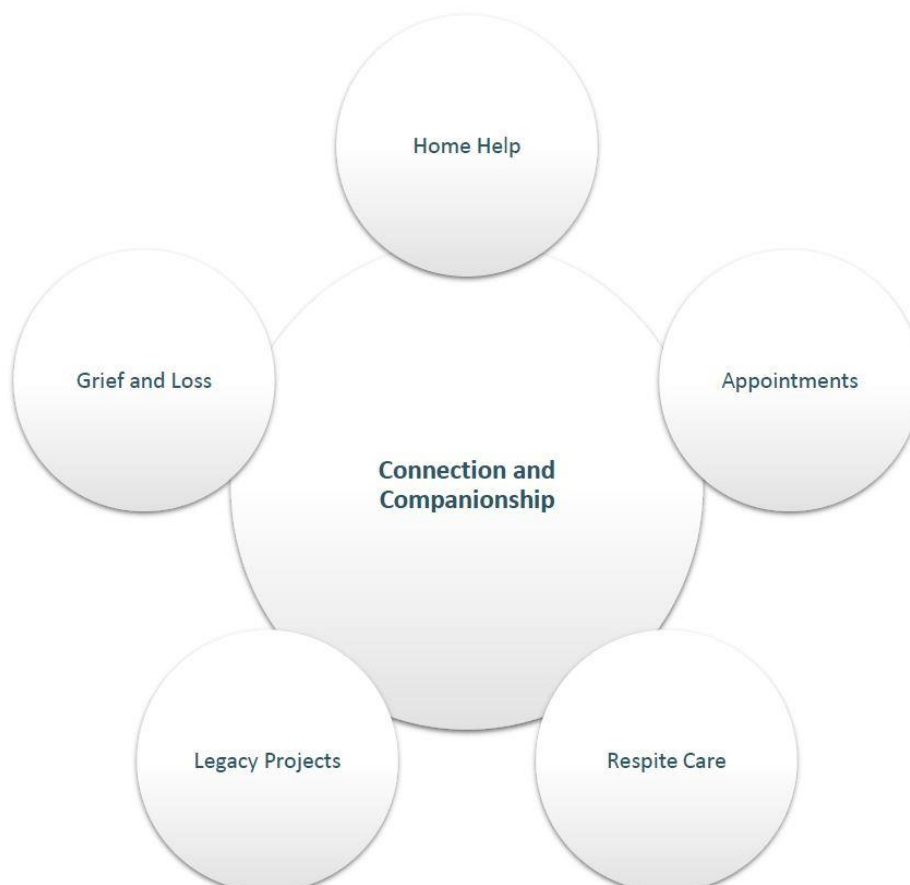 Home Help
Grief and Loss
Appointments
Connection and
Companionship
Legacy Projects
Respite Care